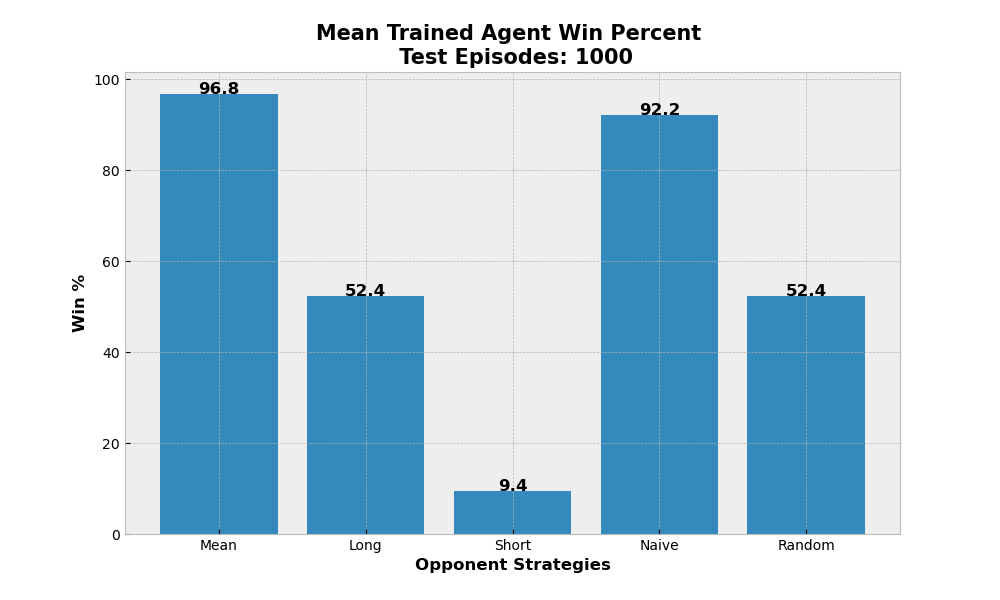 Mean Trained Agent Win Percent
Test Episodes: 1000
100
80
60
40
20
0
Win %
96.8
52.4
9.4
92.2
52.4
Mean
Long
Short
Naive
Random
Opponent Strategies